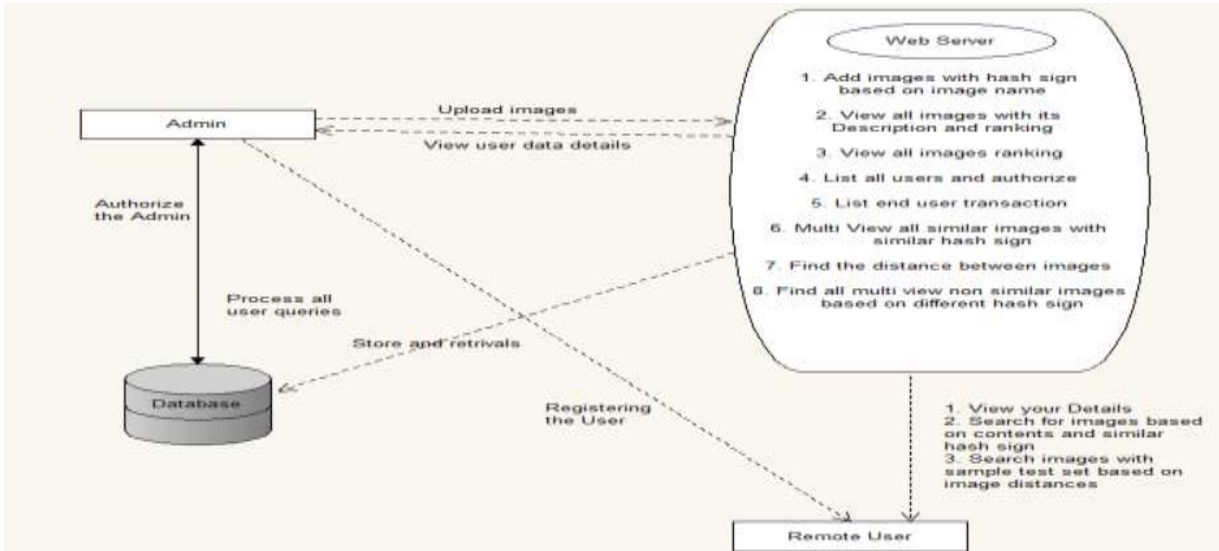 Web Server
1. Add images with hash sign
based on image name
2. View all images with its
Description and ranking
3. View all images ranking
4. List all users and authorize
5. List end user transaction
6. Multi View all similar images with
similar hash sign
7. Find the distance between images
8. Find all multi view non similar images
based on different hash sign
Upload images
Admin
View user data details
Authorize
the Admin
Process all
user queries
Store and retrivals
Database
Registering
the User
1. View your Details
2. Search for images based
on contents and similar
hash sign
3. Search images with
sample test set based on
image distances
Remote User